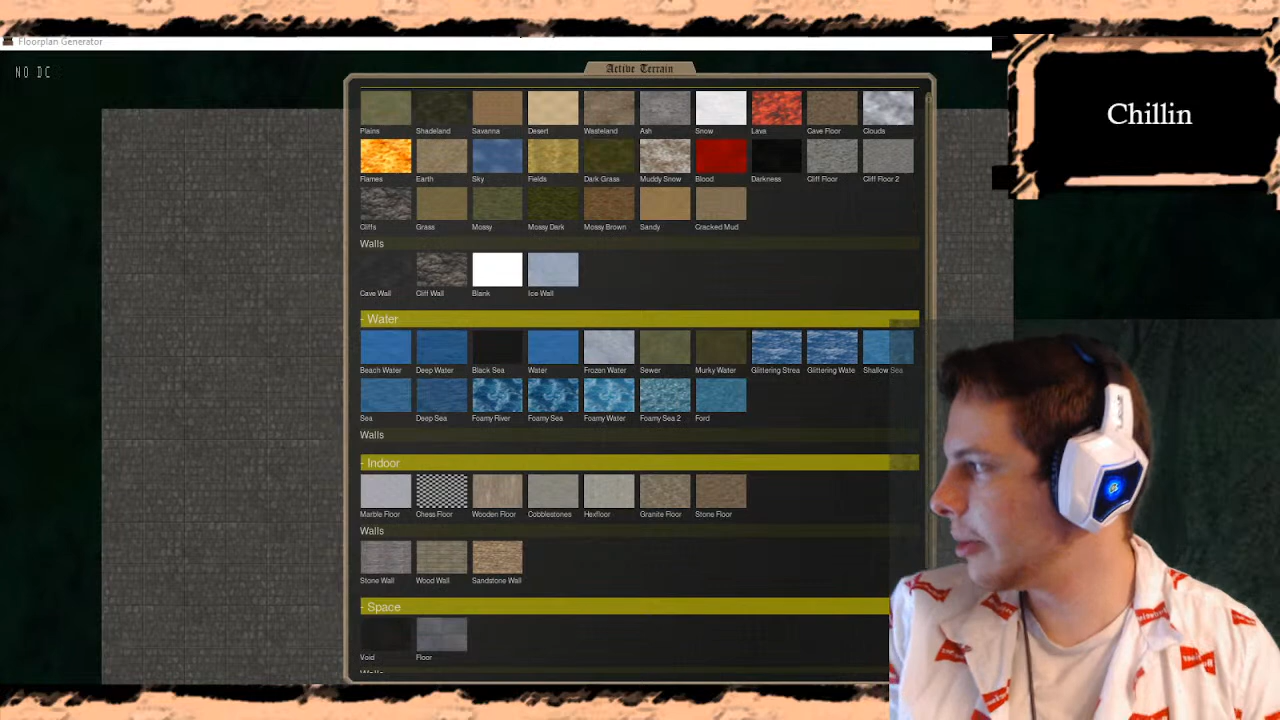 Floorplan Generator
NO DC
Active Terrain
Chillin
Plains Shadeland Savanna Desert Wasteland Ash Snow Lava Cave Floor Clouds
Flames Earth Sky Fields Dark Grass Muddy Snow Blood Darkness Cliff Floor Cliff Floor 2
Cliffs Grass Mossy Mossy Dark Mossy Brown Sandy Cracked Mud
Walls
Cave Wall Cliff Wall Blank Ice Wall
- Water
Beach Water Deep Water Black Sea Water Frozen Water Sewer Murky Water Glittering Strea Glittering Wate Shallow Sea
Sea Deep Sea Foamy River Foamy Sea Foamy Water Foamy Sea 2 Ford
Walls
- Indoor
Marble Floor Chess Floor Wooden Floor Cobblestones Hexfloor Granite Floor Stone Floor
Walls
Stone Wall Wood Wall Sandstone Wall
- Space
Void Floor
Walls